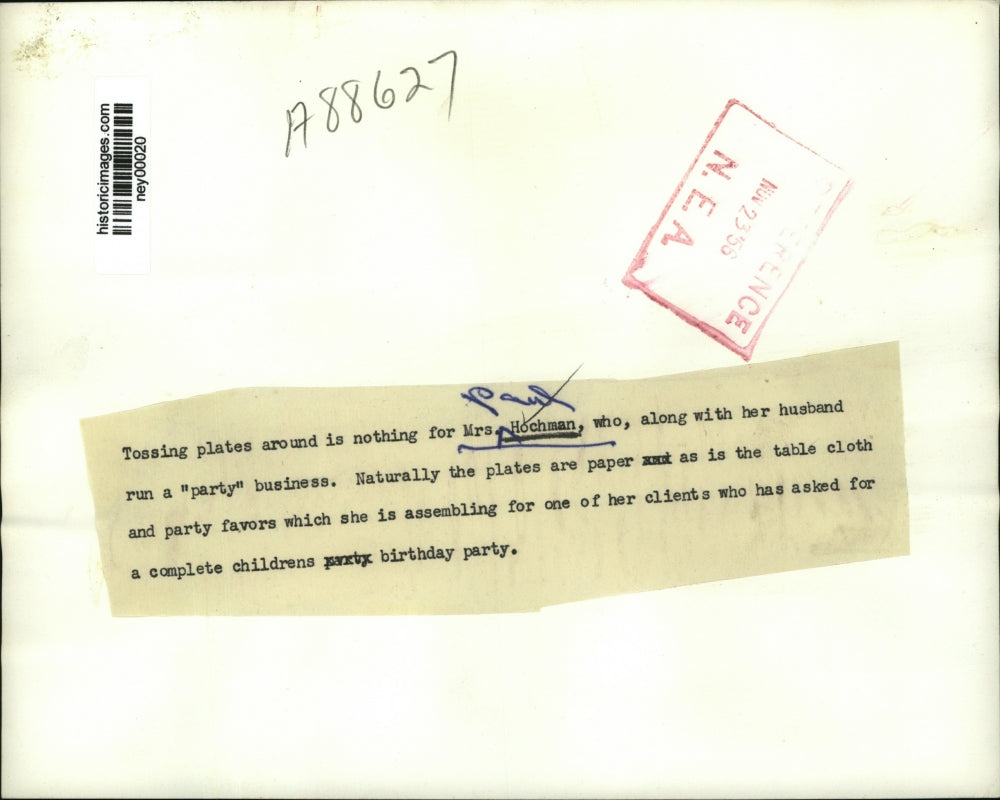 A88627
historicimages.com
ney00020
N.E.A
NOV 23 '56
Paul
Tossing plates around is nothing for Mrs. Hochman, who, along with her husband
run a "party" business. Naturally the plates are paper and as is the table cloth
and party favors which she is assembling for one of her clients who has asked for
a complete childrens party birthday party.